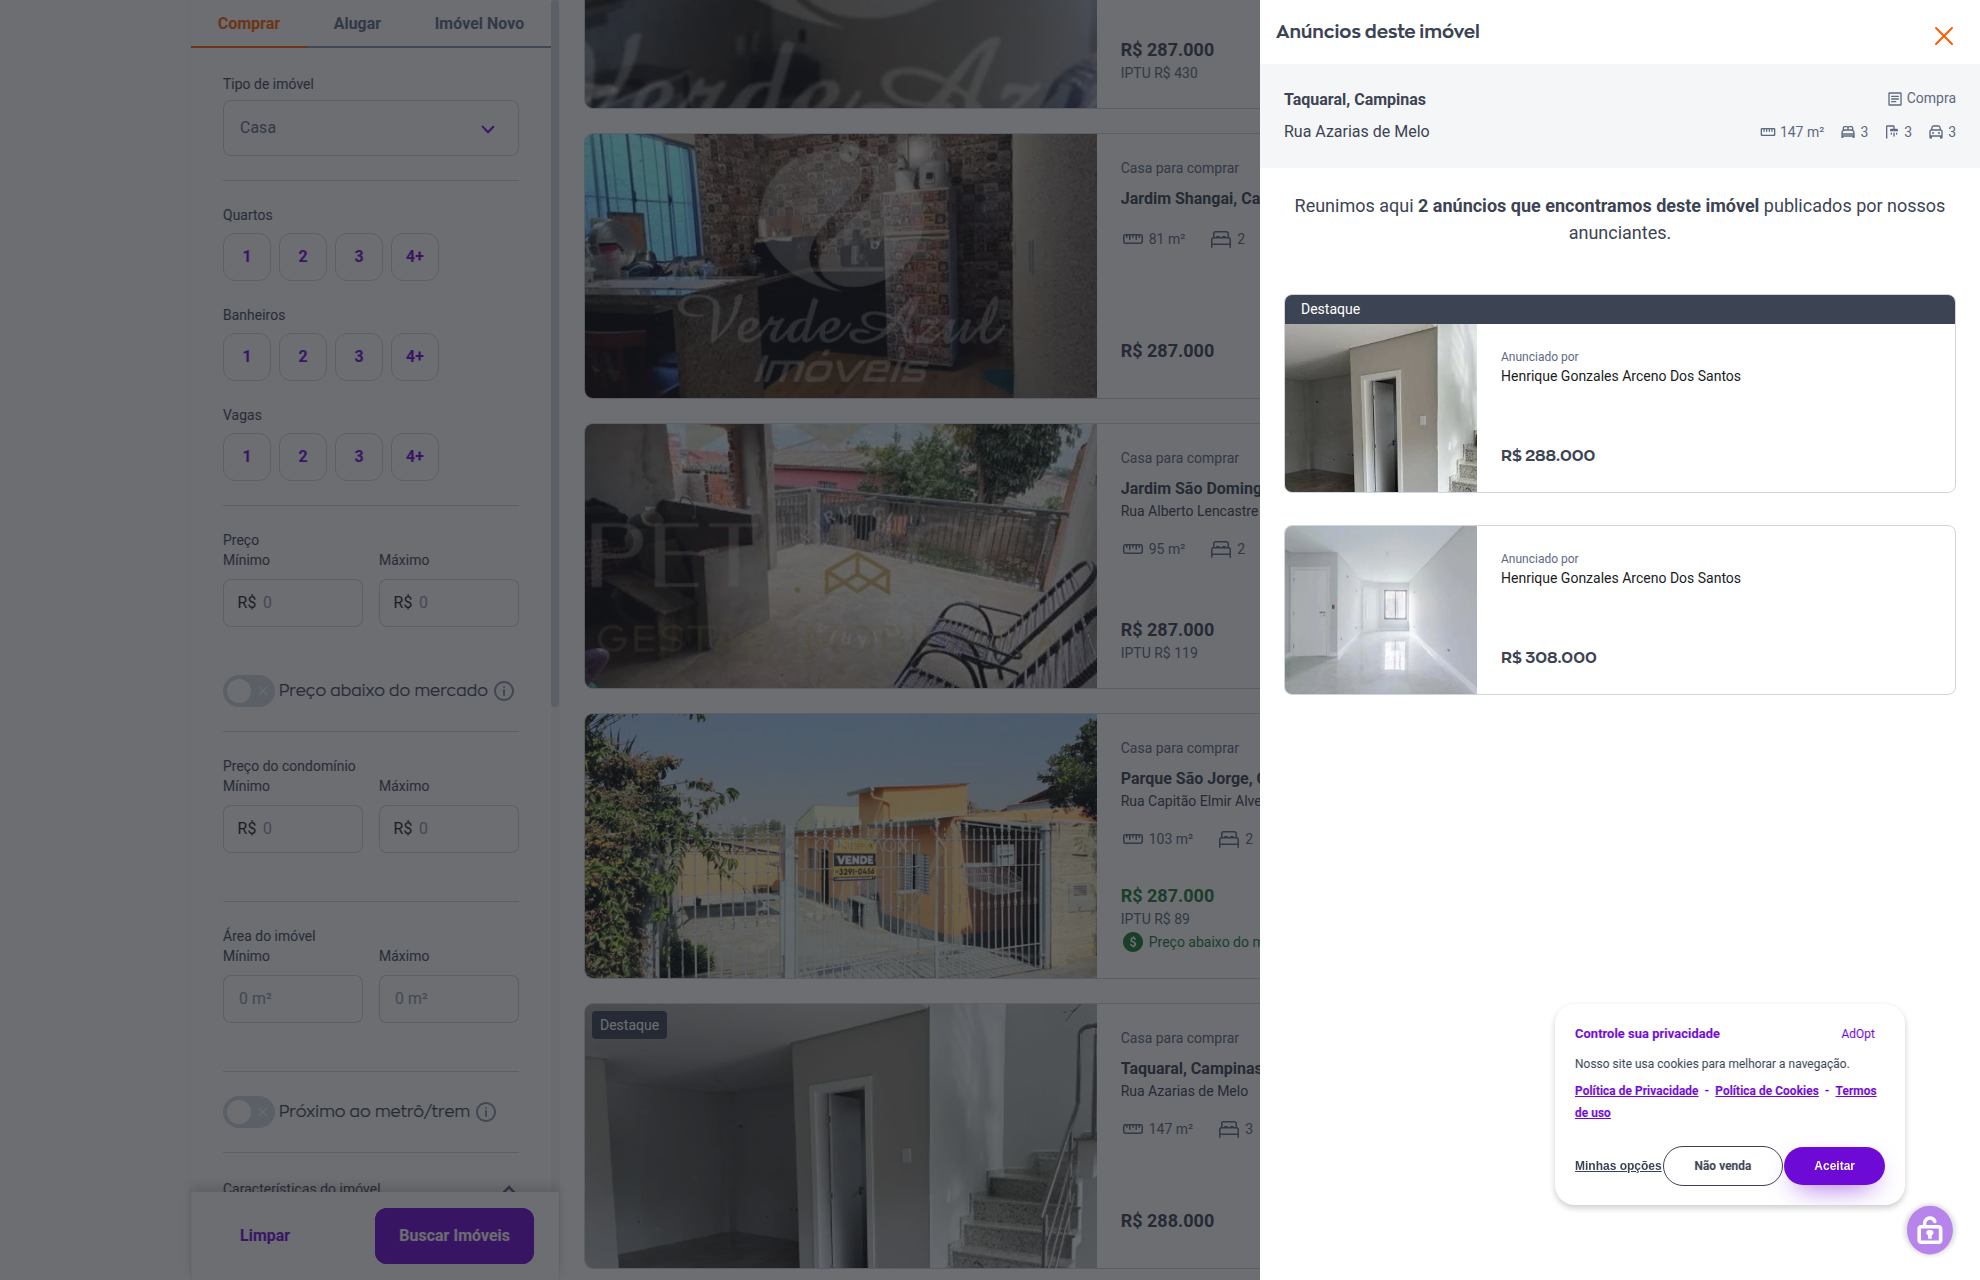 Comprar
Alugar
Imóvel Novo
Tipo de imóvel
Casa
Quartos
1
2
3
4+
Banheiros
1
2
3
4+
Vagas
1
2
3
4+
Preço
Mínimo
Máximo
R$ 0
R$ 0
Preço abaixo do mercado
Preço do condomínio
Mínimo
Máximo
R$ 0
R$ 0
Área do imóvel
Mínimo
Máximo
0 m²
0 m²
Próximo ao metrô/trem
Características do imóvel
Limpar
Buscar Imóveis
Verde Azul
R$ 287.000
IPTU R$ 430
Verde Azul
Imóveis
Casa para comprar
Jardim Shangai, Ca
81 m²
2
R$ 287.000
Casa para comprar
Jardim São Doming
Rua Alberto Lencastre
95 m²
2
R$ 287.000
IPTU R$ 119
VENDE
3291-0456
Casa para comprar
Parque São Jorge, C
Rua Capitão Elmir Alve
103 m²
2
R$ 287.000
IPTU R$ 89
Preço abaixo do m
Destaque
Casa para comprar
Taquaral, Campinas
Rua Azarias de Melo
147 m²
3
R$ 288.000
Anúncios deste imóvel
Taquaral, Campinas
Compra
Rua Azarias de Melo
147 m²
3
3
3
Reunimos aqui 2 anúncios que encontramos deste imóvel publicados por nossos
anunciantes.
Destaque
Anunciado por
Henrique Gonzales Arceno Dos Santos
R$ 288.000
Anunciado por
Henrique Gonzales Arceno Dos Santos
R$ 308.000
Controle sua privacidade
AdOpt
Nosso site usa cookies para melhorar a navegação.
Política de Privacidade - Política de Cookies - Termos
de uso
Minhas opções
Não venda
Aceitar